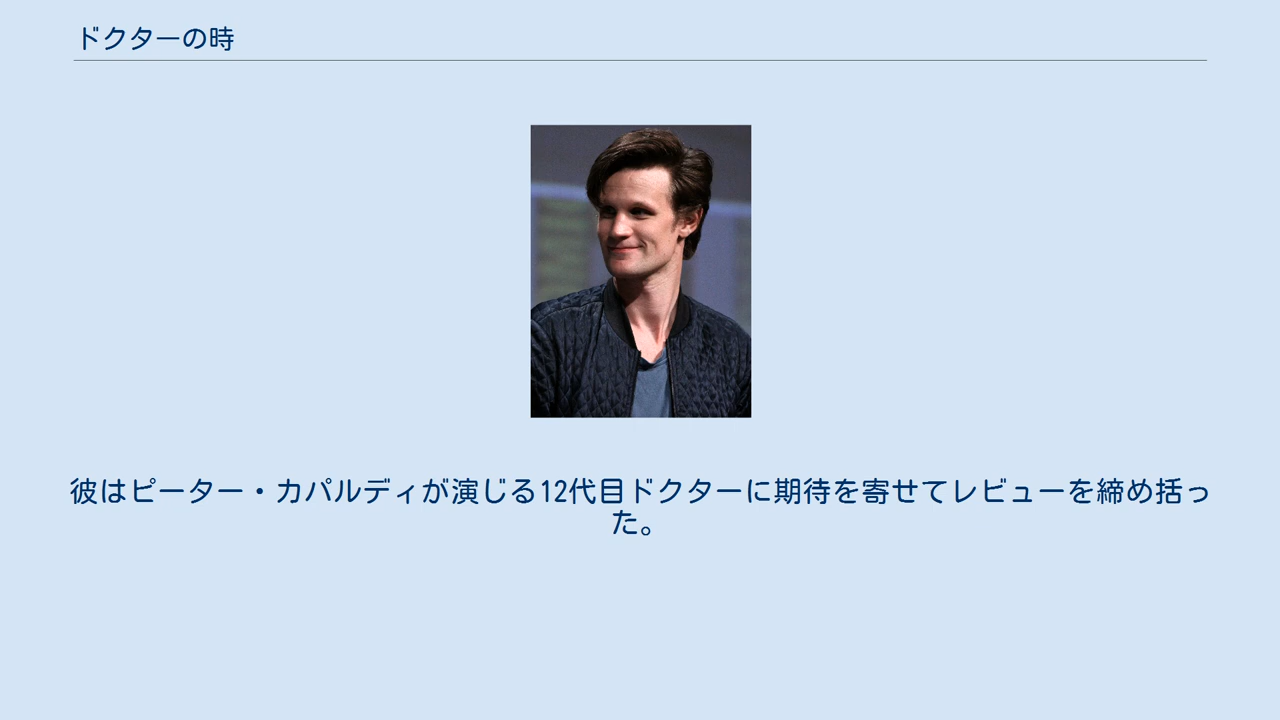 ドクターの時
彼はピーター・カパルディが演じる12代目ドクターに期待を寄せてレビューを締め括っ
た。